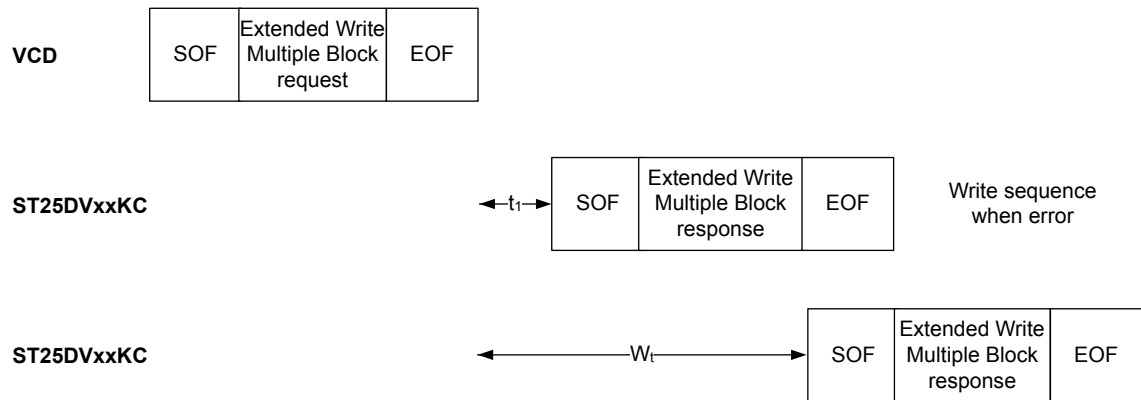 VCD
SOF
Extended Write
Multiple Block
request
EOF
ST25DVxxKC
t1
SOF
Extended Write
Multiple Block
response
EOF
Write sequence
when error
ST25DVxxKC
Wt
SOF
Extended Write
Multiple Block
response
EOF